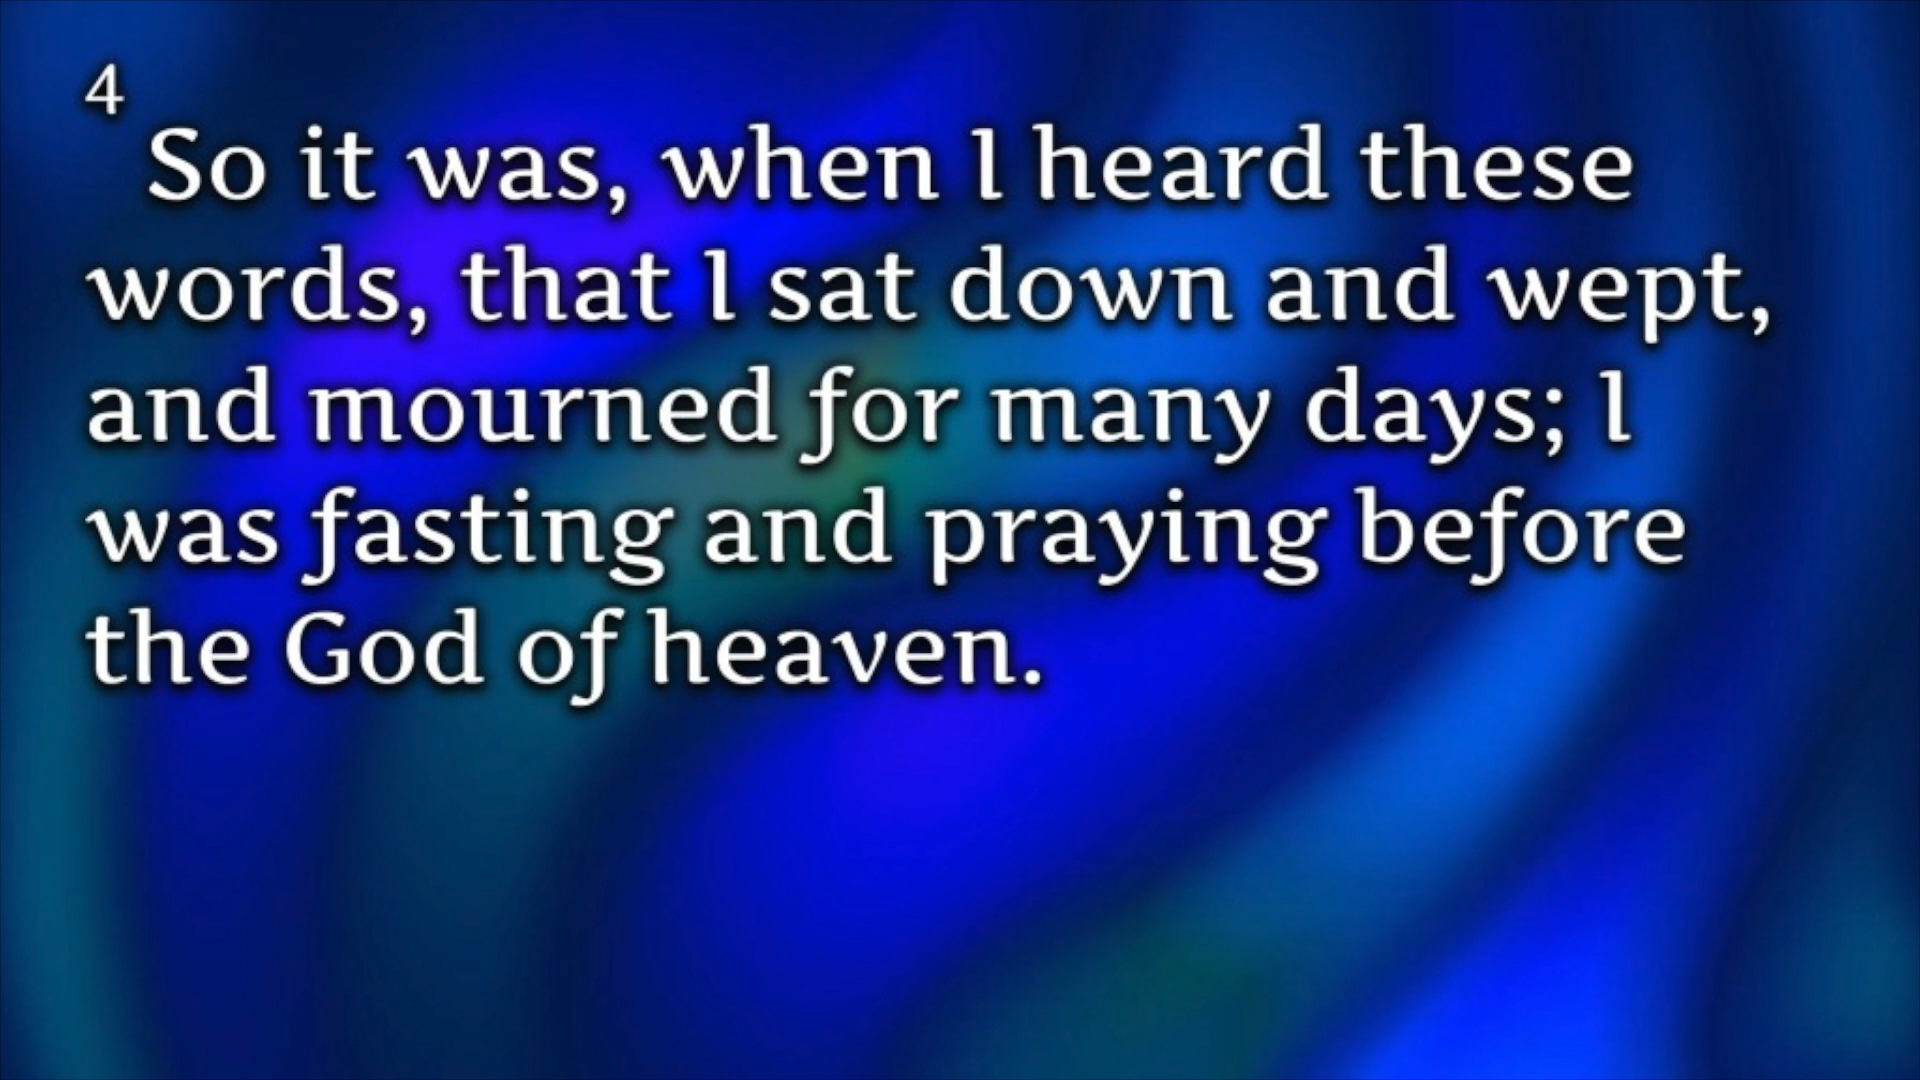 4
So it was, when I heard these
words, that I sat down and wept,
and mourned for many days; I
was fasting and praying before
the God of heaven.